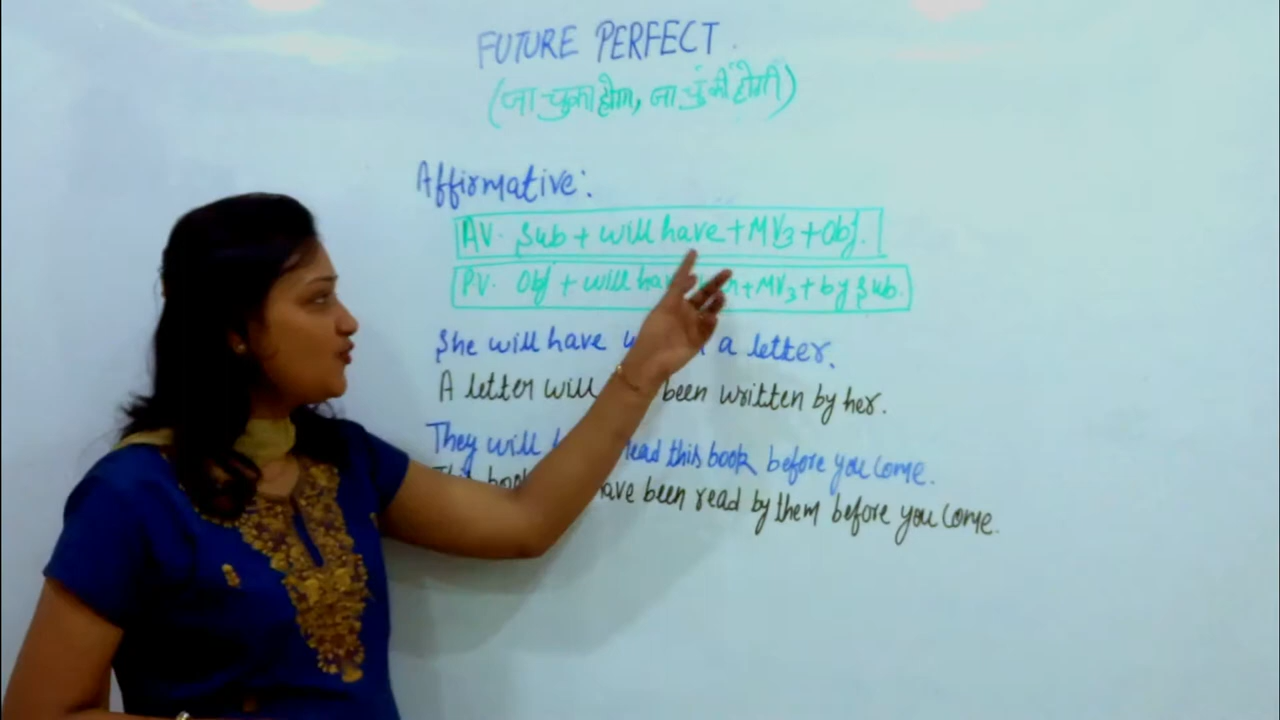 FUTURE PERFECT.
(जा चुका होगा, जा चुकी होगी)
Affirmative:
AV. Sub + will have + MV3 + Obj.
PV. Obj + will + MV3 + by Sub.
She will have a letter.
A letter will been written by her.
They will read this book before you come.
This have been read by them before you come.